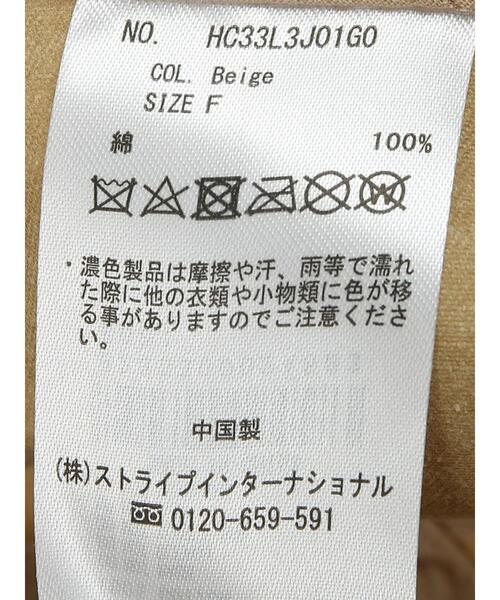 NO. HC33L3J01G0
COL. Beige
SIZE F
綿 100%
W
・濃色製品は摩擦や汗、雨等で濡れ
た際に他の衣類や小物類に色が移
る事がありますのでご注意くださ
い。
中国製
(株)ストライプインターナショナル
0120-659-591